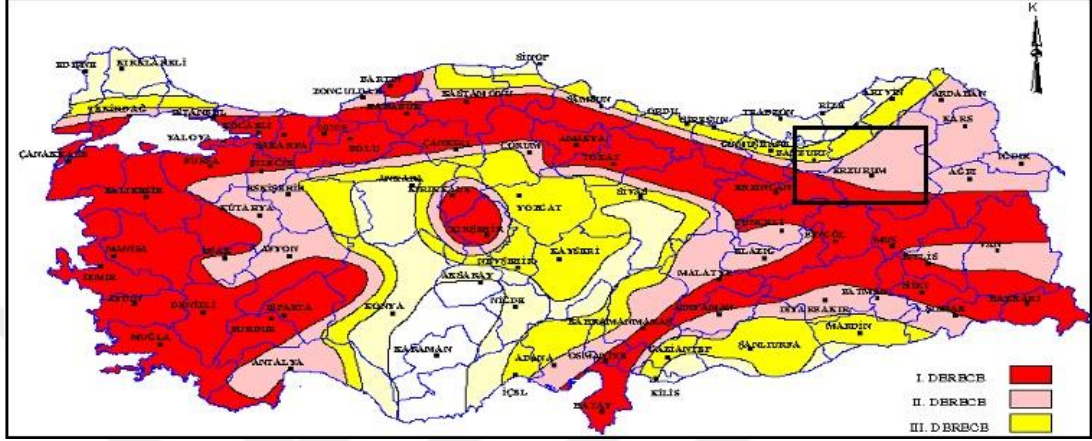 K
SİNOP
EDİRNE
KIRKLARELİ
BARTIN
ARTVİN
ARDAHAN
ZONGULDAK
KASTAMONU
KARABÜK
SAMSUN
TEKİRDAĞ
İSTANBUL
ORDU
GİRESUN
TRABZON
RİZE
KARS
KOCAELİ
YALOVA
SAKARYA
BOLU
AMASYA
TOKAT
ÇORUM
ÇANKIRI
GÜMÜŞHANE
BAYBURT
ÇANAKKALE
BURSA
BİLECİK
ERZURUM
AĞRI
IĞDIR
BALIKESİR
ESKİŞEHİR
ANKARA
KIRIKKALE
YOZGAT
SİVAS
ERZİNCAN
KÜTAHYA
KIRŞEHİR
TUNCELİ
BİNGÖL
MUŞ
VAN
MANİSA
UŞAK
AFYON
KAYSERİ
NEVŞEHİR
ELAZIĞ
BİTLİS
İZMİR
AKSARAY
MALATYA
AYDIN
DENİZLİ
ISPARTA
BURDUR
KONYA
NİĞDE
ADIYAMAN
DİYARBAKIR
BATMAN
SİİRT
ŞIRNAK
HAKKARİ
MUĞLA
KAHRAMANMARAŞ
MARDİN
ANTALYA
KARAMAN
ADANA
OSMANİYE
GAZİANTEP
ŞANLIURFA
İÇEL
KİLİS
HATAY
I. DERECE
II. DERECE
III. DERECE